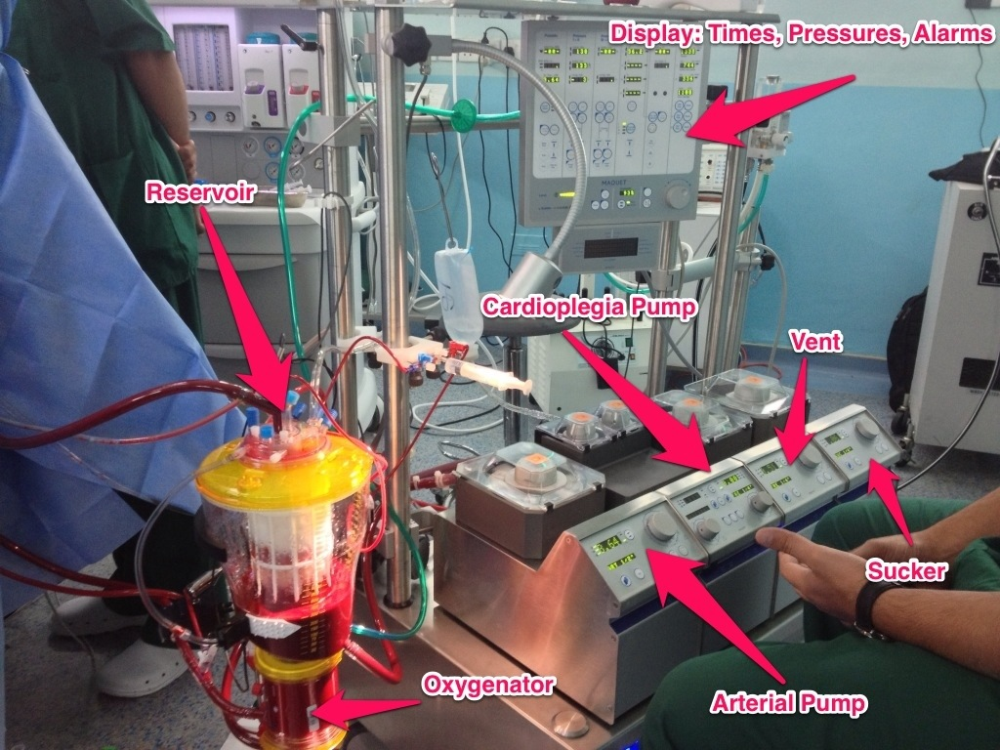 Display: Times, Pressures, Alarms
MAQUET
Reservoir
Cardioplegia Pump
Vent
Sucker
Oxygenator
Arterial Pump